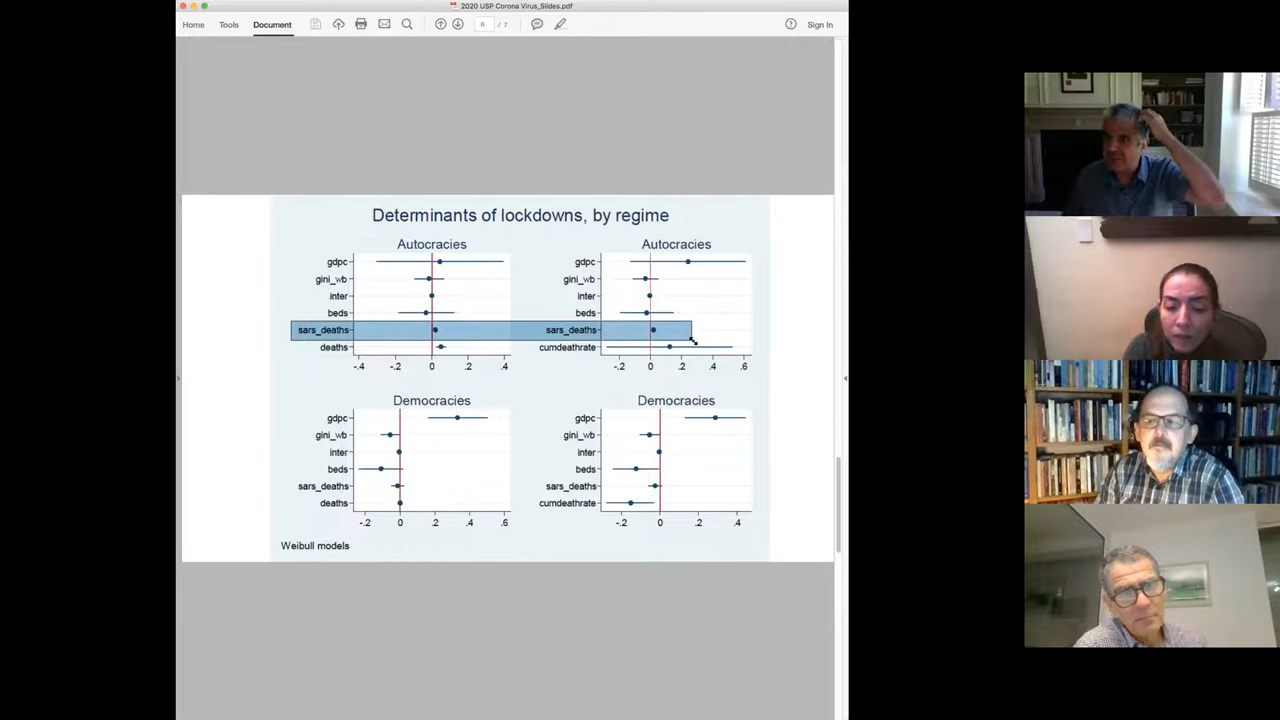 2020 USP Corona Virus_Slides.pdf
Home Tools Document 6 / 7 Sign In
Determinants of lockdowns, by regime
Autocracies
gdpc
gini_wb
inter
beds
sars_deaths
deaths
-.4 -.2 0 .2 .4
Autocracies
gdpc
gini_wb
inter
beds
sars_deaths
cumdeathrate
-.2 0 .2 .4 .6
Democracies
gdpc
gini_wb
inter
beds
sars_deaths
deaths
-.2 0 .2 .4 .6
Democracies
gdpc
gini_wb
inter
beds
sars_deaths
cumdeathrate
-.2 0 .2 .4
Weibull models